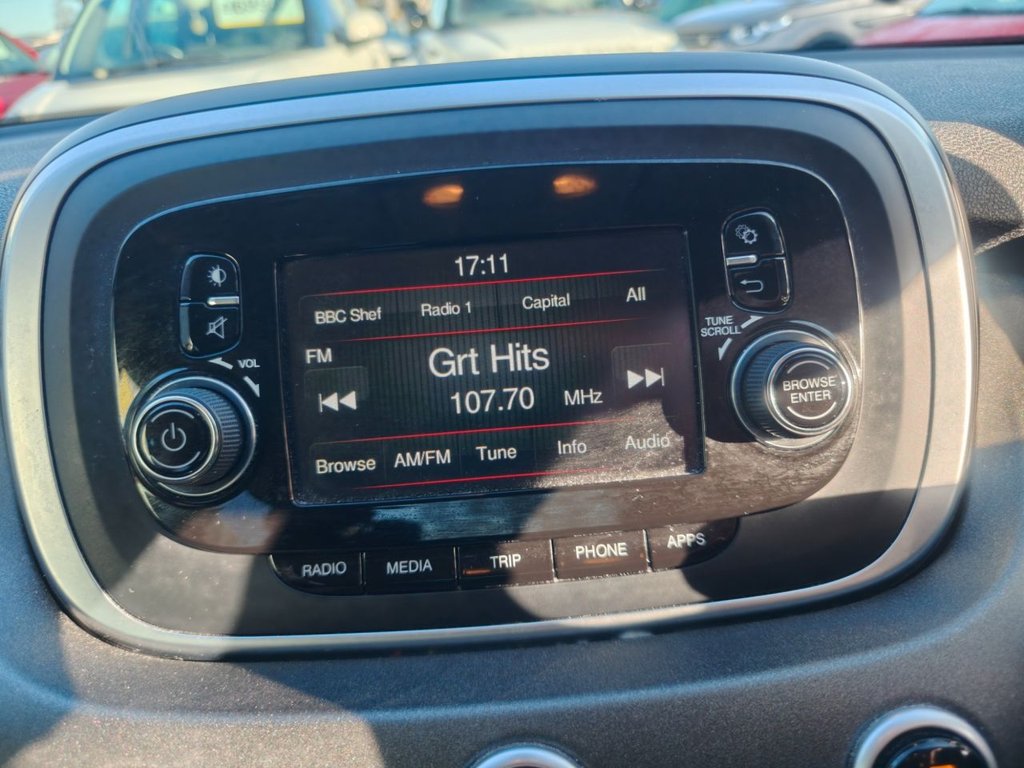 17:11
BBC Shef Radio 1 Capital All
FM
Grt Hits
107.70 MHz
Browse AM/FM Tune Info Audio
VOL
TUNE
SCROLL
BROWSE
ENTER
RADIO MEDIA TRIP PHONE APPS